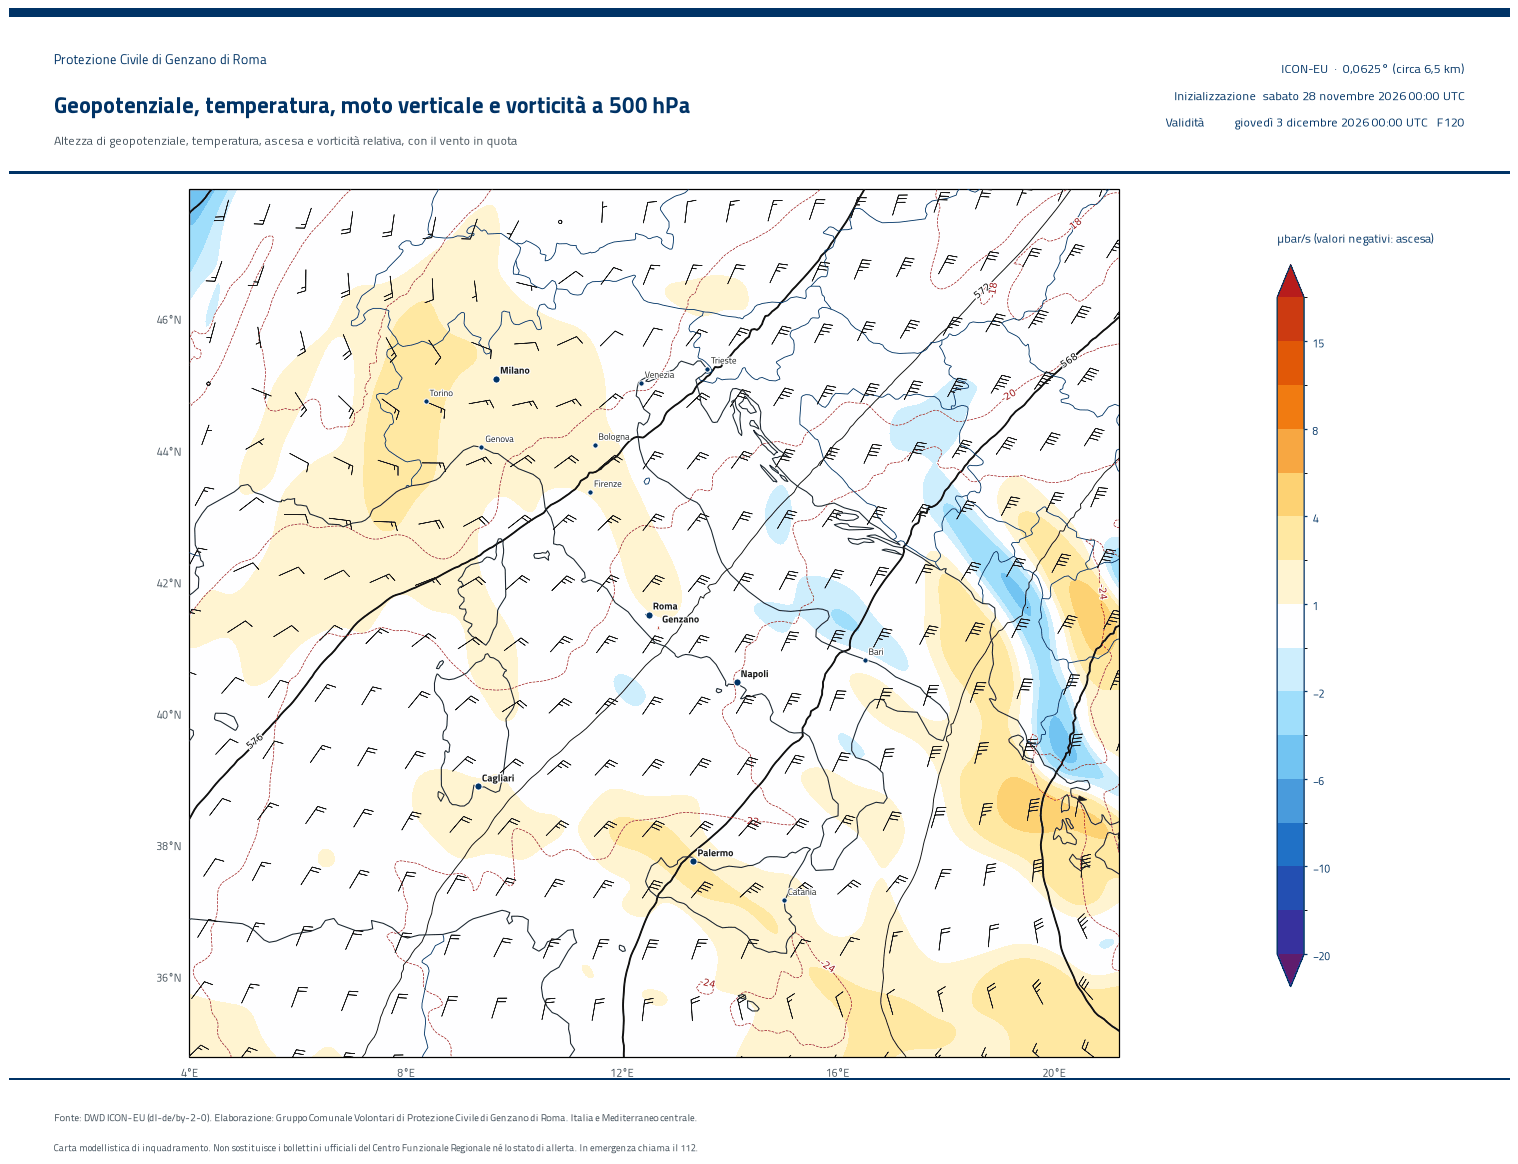 Protezione Civile di Genzano di Roma
Geopotenziale, temperatura, moto verticale e vorticità a 500 hPa
Altezza di geopotenziale, temperatura, ascesa e vorticità relativa, con il vento in quota
ICON-EU · 0,0625° (circa 6,5 km)
Inizializzazione sabato 28 novembre 2026 00:00 UTC
Validità giovedì 3 dicembre 2026 00:00 UTC F120
µbar/s (valori negativi: ascesa)
15
8
4
1
−2
−6
−10
−20
46°N
44°N
42°N
40°N
38°N
36°N
4°E
8°E
12°E
16°E
20°E
-18
-18
572
568
-20
Trieste
Venezia
Milano
Torino
Genova
Bologna
Firenze
-24
Roma
Genzano
Bari
Napoli
576
Cagliari
-22
Palermo
Catania
-24
-24
Fonte: DWD ICON-EU (dl-de/by-2-0). Elaborazione: Gruppo Comunale Volontari di Protezione Civile di Genzano di Roma. Italia e Mediterraneo centrale.
Carta modellistica di inquadramento. Non sostituisce i bollettini ufficiali del Centro Funzionale Regionale né lo stato di allerta. In emergenza chiama il 112.